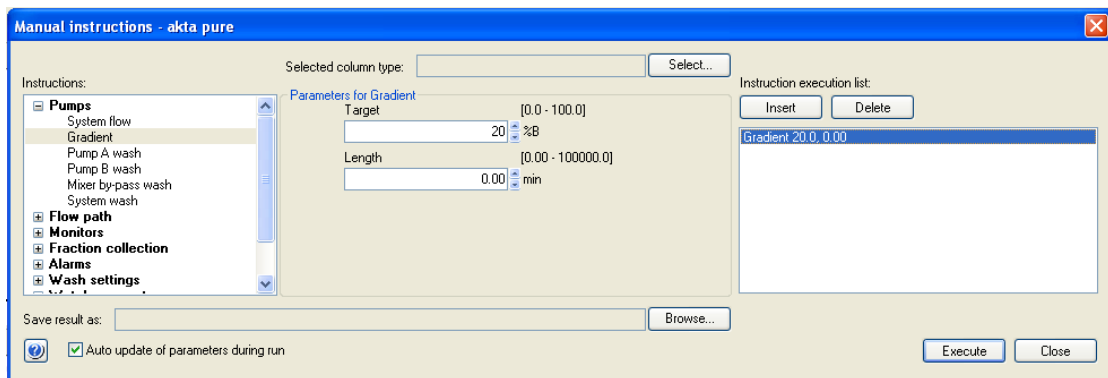 Manual instructions - akta pure
Selected column type:
Select...
Instructions:
Pumps
System flow
Gradient
Pump A wash
Pump B wash
Mixer by-pass wash
System wash
Flow path
Monitors
Fraction collection
Alarms
Wash settings
Parameters for Gradient
Target [0.0 - 100.0]
20 %B
Length [0.00 - 100000.0]
0.00 min
Instruction execution list:
Insert Delete
Gradient 20.0, 0.00
Save result as:
Browse...
Auto update of parameters during run
Execute Close